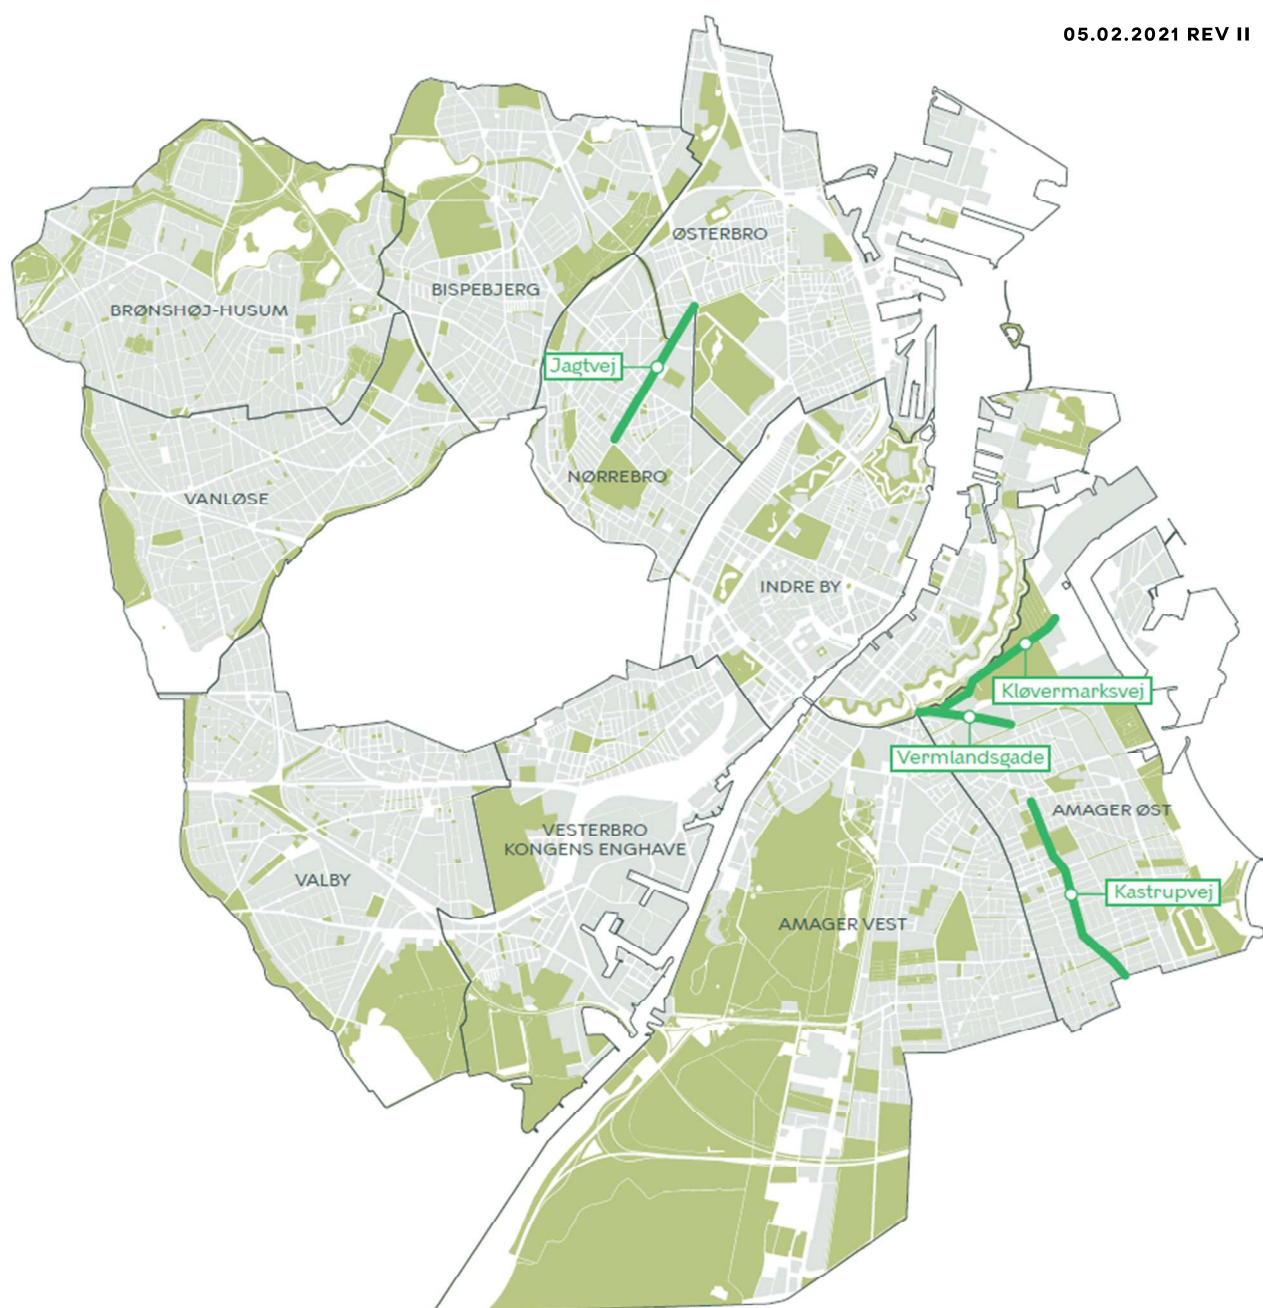 05.02.2021 REV II
ØSTERBRO
BISPEBJERG
BRØNSHØJ-HUSUM
Jagtvej
NØRREBRO
VANLØSE
INDRE BY
Kløvermarksvej
Vermlandsgade
AMAGER ØST
VESTERBRO
KONGENS ENGHAVE
VALBY
Kastrupvej
AMAGER VEST